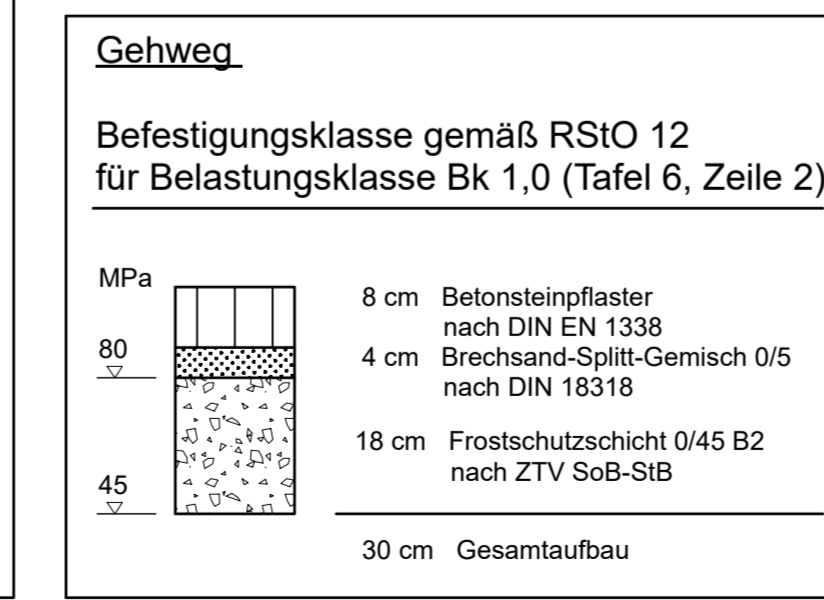 Gehweg
Befestigungsklasse gemäß RStO 12
für Belastungsklasse Bk 1,0 (Tafel 6, Zeile 2)
MPa
80
45
8 cm Betonsteinpflaster
nach DIN EN 1338
4 cm Brechsand-Splitt-Gemisch 0/5
nach DIN 18318
18 cm Frostschutzschicht 0/45 B2
nach ZTV SoB-StB
30 cm Gesamtaufbau